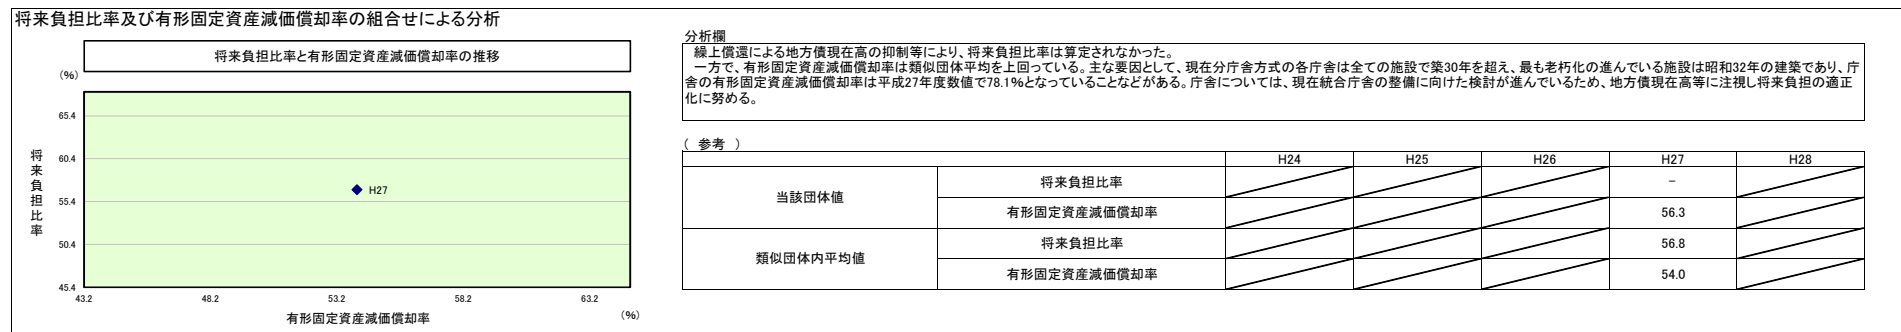 将来負担比率及び有形固定資産減価償却率の組合せによる分析
将来負担比率と有形固定資産減価償却率の推移
(%)
65.4
60.4
55.4
50.4
45.4
将来負担比率
H27
43.2 48.2 53.2 58.2 63.2
有形固定資産減価償却率
(%)
分析欄
繰上償還による地方債現在高の抑制等により、将来負担比率は算定されなかった。
一方で、有形固定資産減価償却率は類似団体平均を上回っている。主な要因として、現在分庁舎方式の各庁舎は全ての施設で築30年を超え、最も老朽化の進んでいる施設は昭和32年の建築であり、庁
舎の有形固定資産減価償却率は平成27年度数値で78.1%となっていることなどがある。庁舎については、現在統合庁舎の整備に向けた検討が進んでいるため、地方債現在高等に注視し将来負担の適正
化に努める。
( 参考 )
H24 H25 H26 H27 H28
当該団体値
将来負担比率 -
有形固定資産減価償却率 56.3
類似団体内平均値
将来負担比率 56.8
有形固定資産減価償却率 54.0